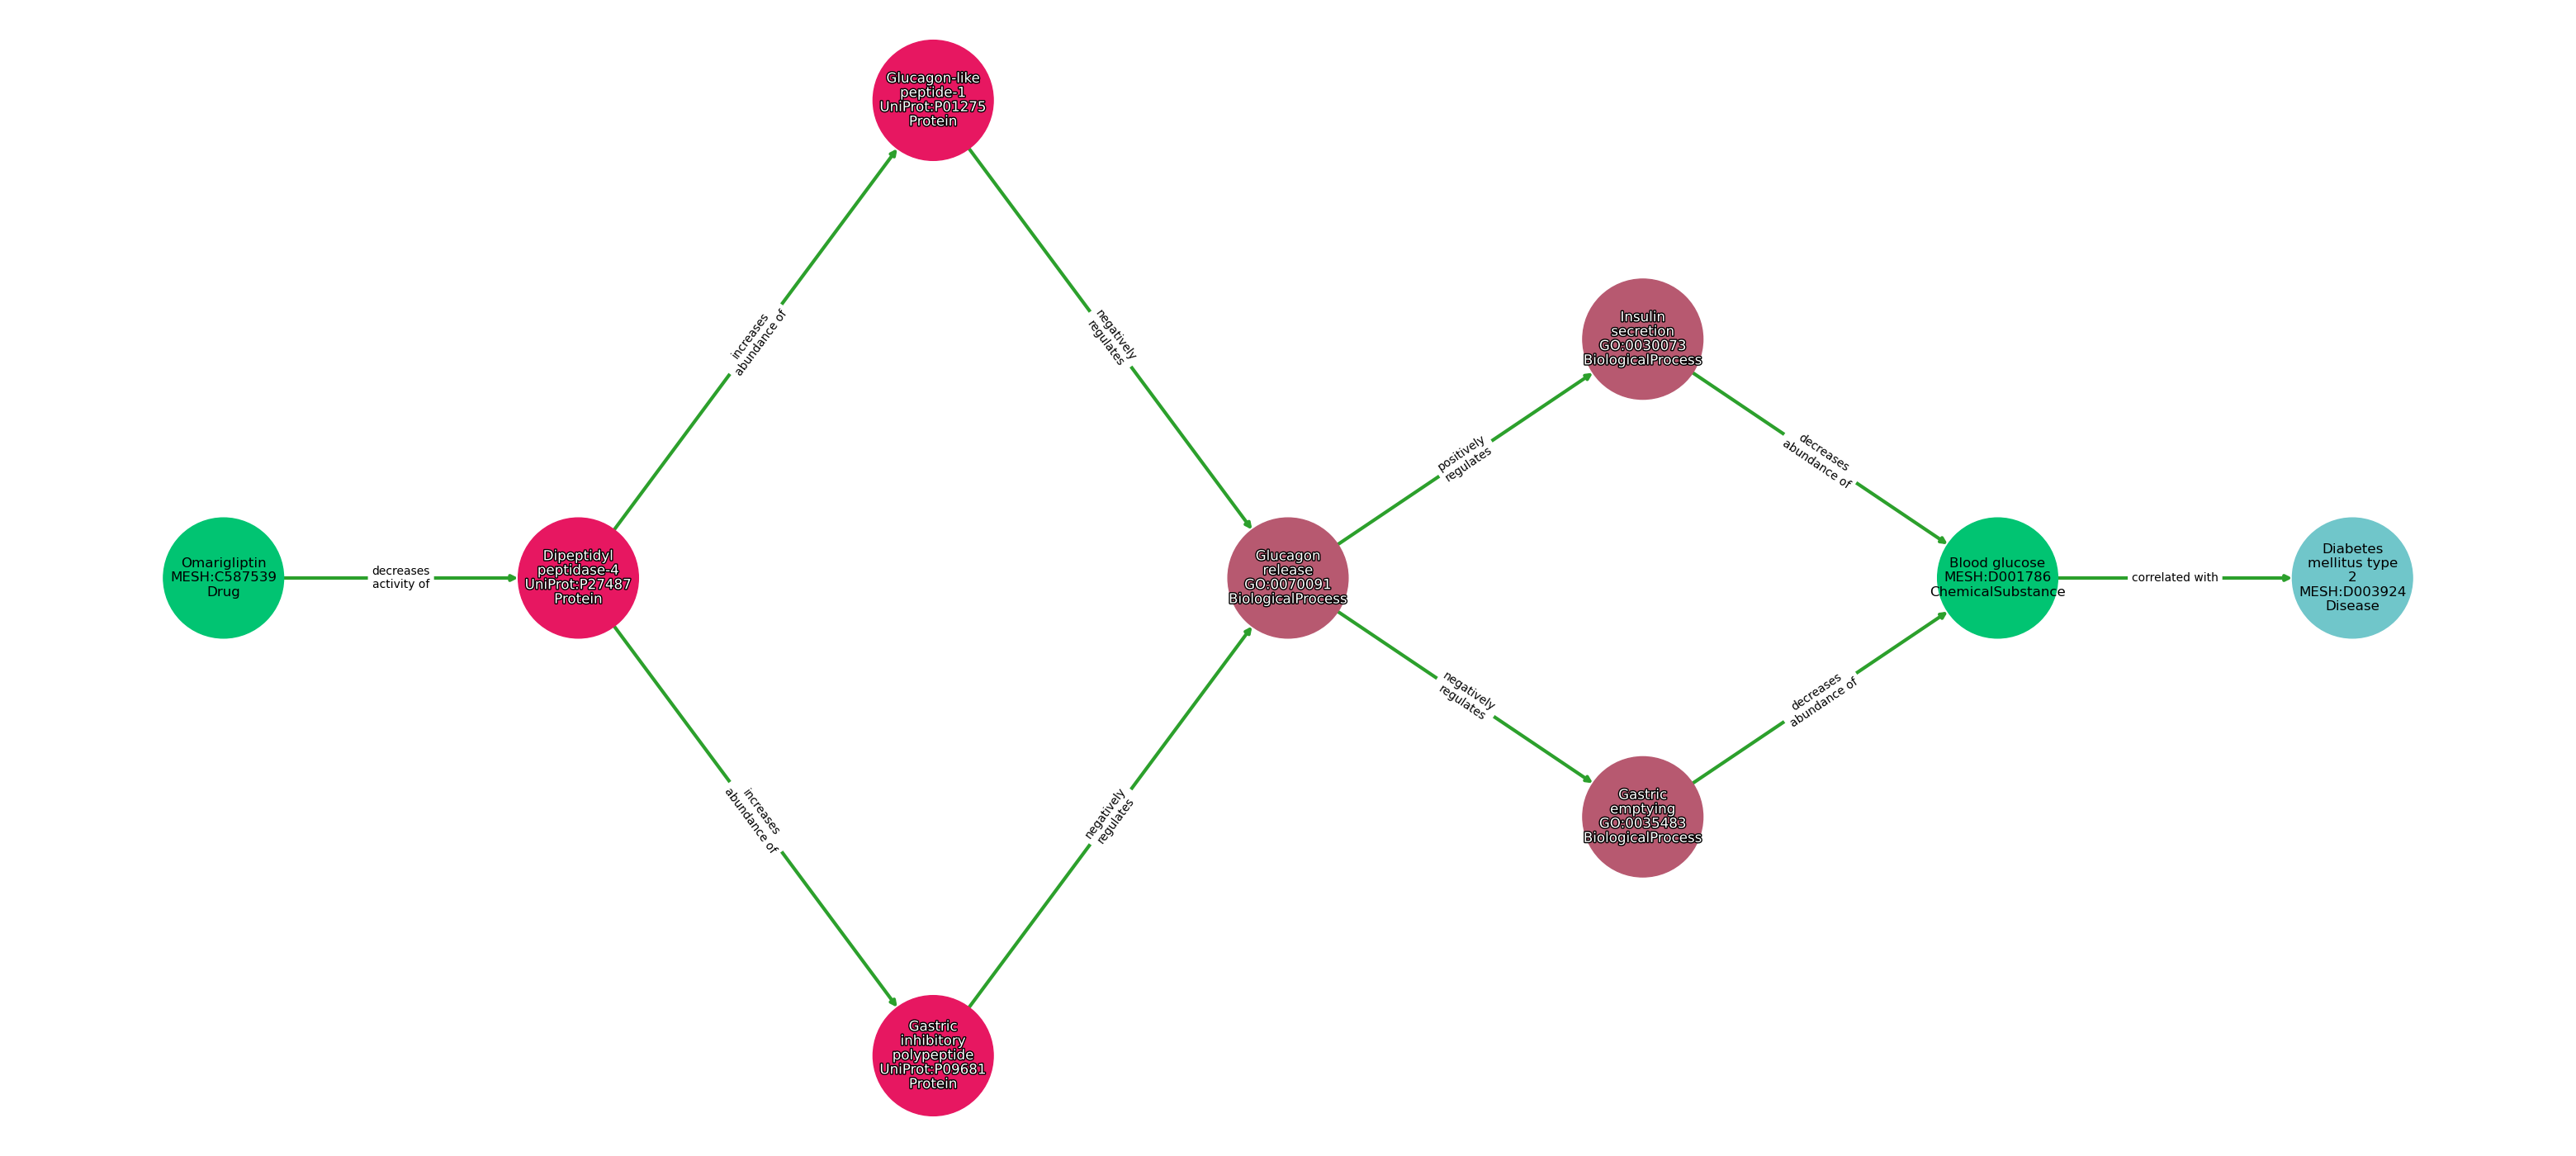 Glucagon-like
peptide-1
UniProt:P01275
Protein
increases
abundance of
negatively
regulates
Insulin
secretion
GO:0030073
BiologicalProcess
positively
regulates
decreases
abundance of
Omarigliptin
MESH:C587539
Drug
decreases
activity of
Dipeptidyl
peptidase-4
UniProt:P27487
Protein
Glucagon
release
GO:0070091
BiologicalProcess
Blood glucose
MESH:D001786
ChemicalSubstance
correlated with
Diabetes
mellitus type
2
MESH:D003924
Disease
negatively
regulates
decreases
abundance of
Gastric
emptying
GO:0035483
BiologicalProcess
increases
abundance of
negatively
regulates
Gastric
inhibitory
polypeptide
UniProt:P09681
Protein